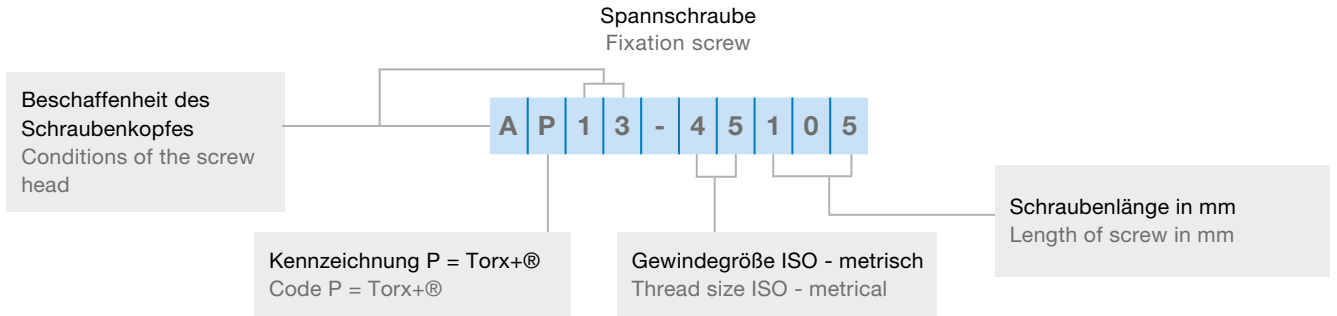 Spannschraube
Fixation screw
Beschaffenheit des
Schraubenkopfes
Conditions of the screw
head
A P 1 3 - 4 5 1 0 5
Schraubenlänge in mm
Length of screw in mm
Kennzeichnung P = Torx+®
Code P = Torx+®
Gewindegröße ISO - metrisch
Thread size ISO - metrical